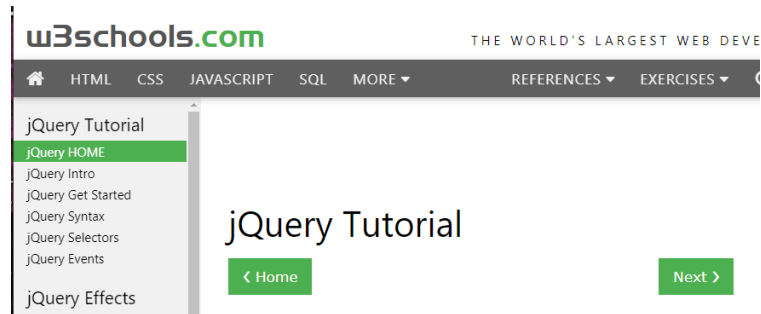 w3schools.com
THE WORLD'S LARGEST WEB DEVE
HTML CSS JAVASCRIPT SQL MORE REFERENCES EXERCISES
jQuery Tutorial
jQuery HOME
jQuery Intro
jQuery Get Started
jQuery Syntax
jQuery Selectors
jQuery Events
jQuery Effects
jQuery Tutorial
❮ Home
Next ❯